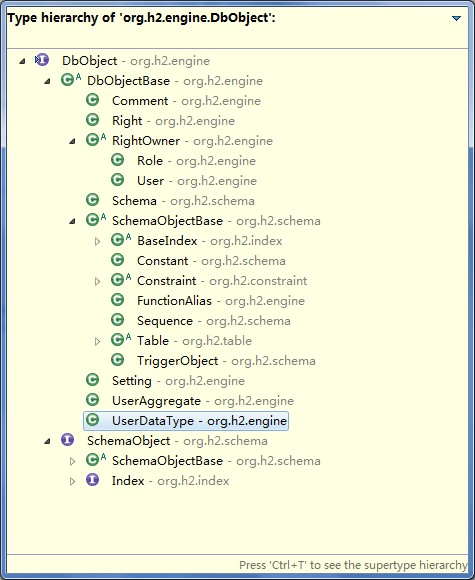 Type hierarchy of 'org.h2.engine.DbObject':
DbObject - org.h2.engine
DbObjectBase - org.h2.engine
Comment - org.h2.engine
Right - org.h2.engine
RightOwner - org.h2.engine
Role - org.h2.engine
User - org.h2.engine
Schema - org.h2.schema
SchemaObjectBase - org.h2.schema
BaseIndex - org.h2.index
Constant - org.h2.schema
Constraint - org.h2.constraint
FunctionAlias - org.h2.engine
Sequence - org.h2.schema
Table - org.h2.table
TriggerObject - org.h2.schema
Setting - org.h2.engine
UserAggregate - org.h2.engine
UserDataType - org.h2.engine
SchemaObject - org.h2.schema
SchemaObjectBase - org.h2.schema
Index - org.h2.index
Press 'Ctrl+T' to see the supertype hierarchy